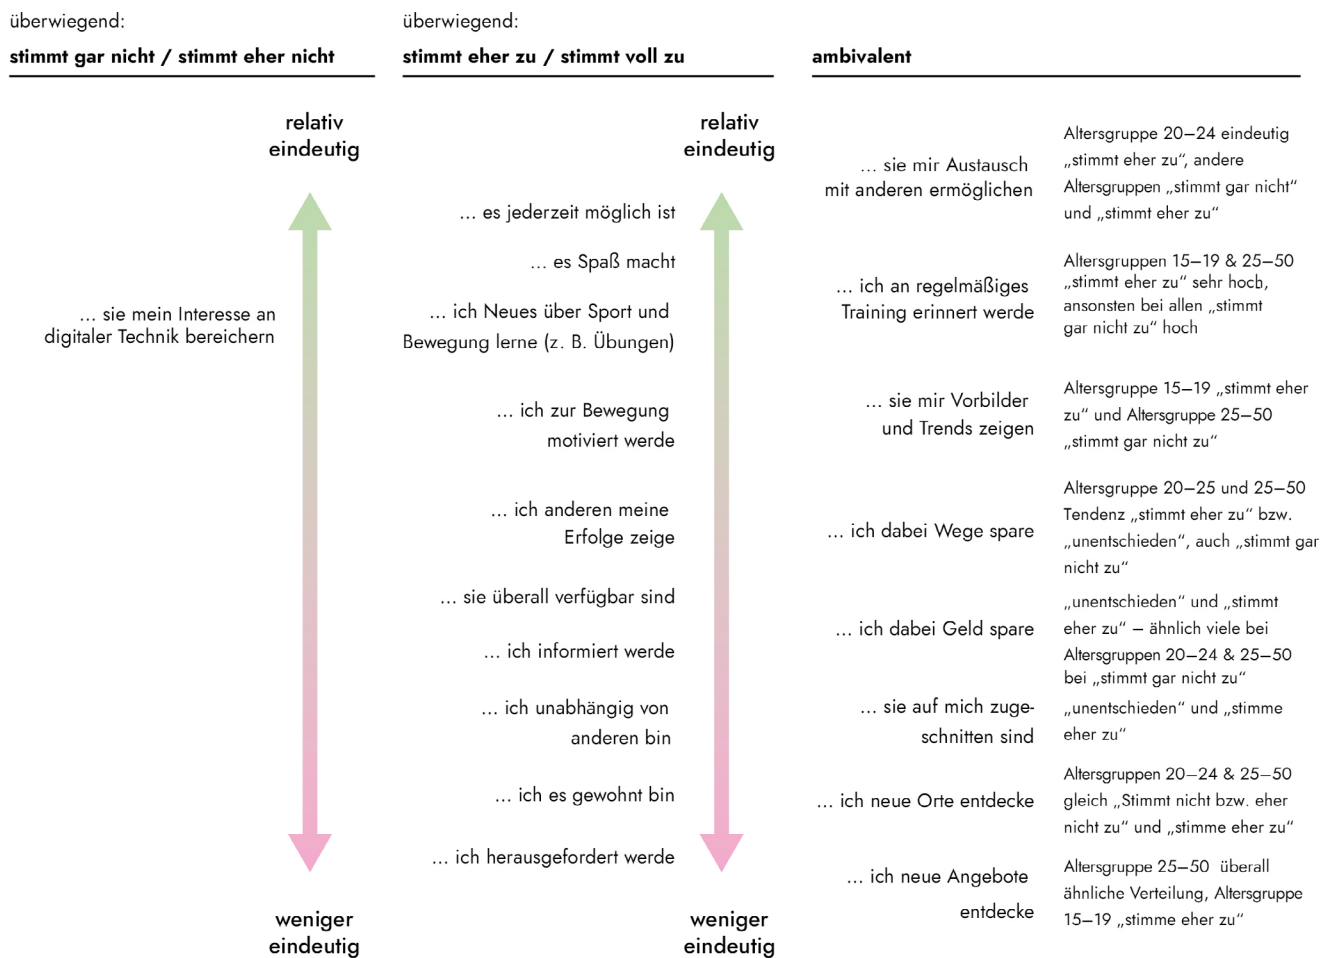 überwiegend:
stimmt gar nicht / stimmt eher nicht
relativ
eindeutig
... sie mein Interesse an
digitaler Technik bereichern
weniger
eindeutig
überwiegend:
stimmt eher zu / stimmt voll zu
relativ
eindeutig
... es jederzeit möglich ist
... es Spaß macht
... ich Neues über Sport und
Bewegung lerne (z. B. Übungen)
... ich zur Bewegung
motiviert werde
... ich anderen meine
Erfolge zeige
... sie überall verfügbar sind
... ich informiert werde
... ich unabhängig von
anderen bin
... ich es gewohnt bin
... ich herausgefordert werde
weniger
eindeutig
ambivalent
... sie mir Austausch
mit anderen ermöglichen
Altersgruppe 20–24 eindeutig
„stimmt eher zu“, andere
Altersgruppen „stimmt gar nicht“
und „stimmt eher zu“
... ich an regelmäßiges
Training erinnert werde
Altersgruppen 15–19 & 25–50
„stimmt eher zu“ sehr hoch,
ansonsten bei allen „stimmt
gar nicht zu“ hoch
... sie mir Vorbilder
und Trends zeigen
Altersgruppe 15–19 „stimmt eher
zu“ und Altersgruppe 25–50
„stimmt gar nicht zu“
... ich dabei Wege spare
Altersgruppe 20–25 und 25–50
Tendenz „stimmt eher zu“ bzw.
„unentschieden“, auch „stimmt gar
nicht zu“
... ich dabei Geld spare
„unentschieden“ und „stimmt
eher zu“ – ähnlich viele bei
Altersgruppen 20–24 & 25–50
bei „stimmt gar nicht zu“
... sie auf mich zuge-
schnitten sind
„unentschieden“ und „stimme
eher zu“
... ich neue Orte entdecke
Altersgruppen 20–24 & 25–50
gleich „Stimmt nicht bzw. eher
nicht zu“ und „stimme eher zu“
... ich neue Angebote
entdecke
Altersgruppe 25–50 überall
ähnliche Verteilung, Altersgruppe
15–19 „stimme eher zu“